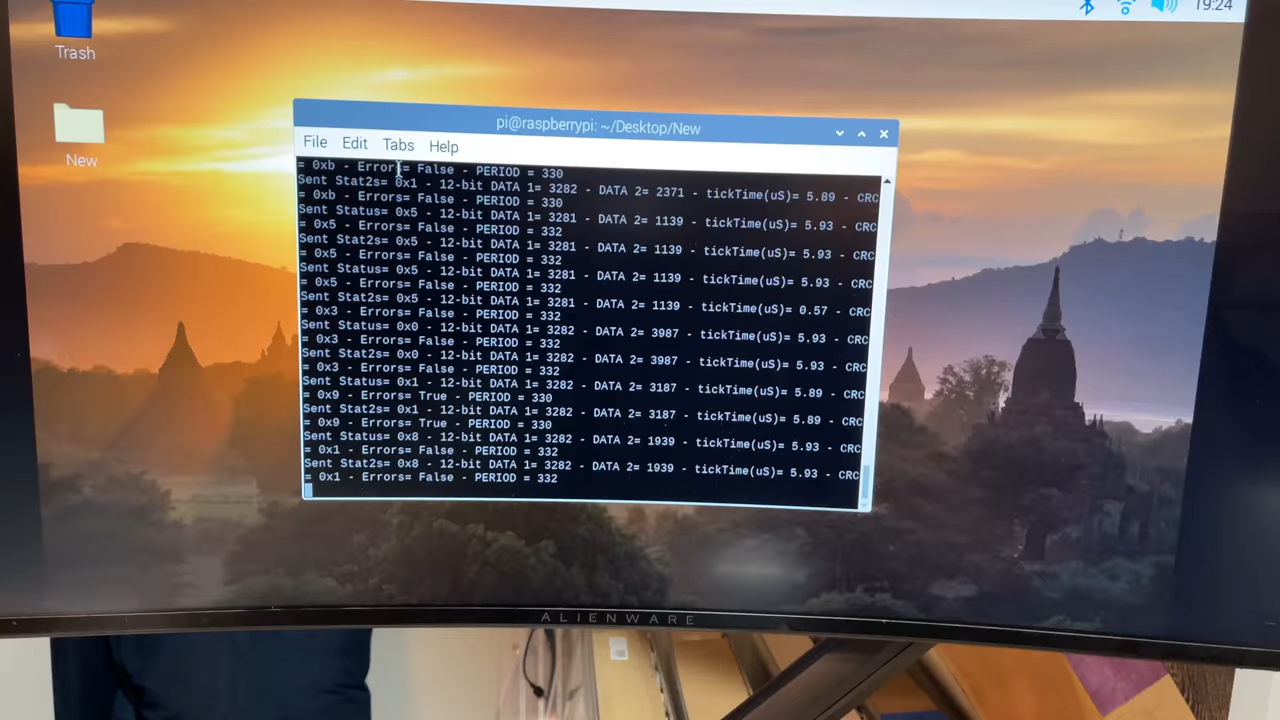 19:24
Trash
New
pi@raspberrypi: ~/Desktop/New
File Edit Tabs Help
= 0xb - Errors= False - PERIOD = 330
Sent Stat2s= 0x1 - 12-bit DATA 1= 3282 - DATA 2= 2371 - tickTime(uS)= 5.89 - CRC
= 0xb - Errors= False - PERIOD = 330
Sent Status= 0x5 - 12-bit DATA 1= 3281 - DATA 2= 1139 - tickTime(uS)= 5.93 - CRC
= 0x5 - Errors= False - PERIOD = 332
Sent Stat2s= 0x5 - 12-bit DATA 1= 3281 - DATA 2= 1139 - tickTime(uS)= 5.93 - CRC
= 0x5 - Errors= False - PERIOD = 332
Sent Status= 0x5 - 12-bit DATA 1= 3281 - DATA 2= 1139 - tickTime(uS)= 5.93 - CRC
= 0x5 - Errors= False - PERIOD = 332
Sent Stat2s= 0x5 - 12-bit DATA 1= 3281 - DATA 2= 1139 - tickTime(uS)= 0.57 - CRC
= 0x3 - Errors= False - PERIOD = 332
Sent Status= 0x0 - 12-bit DATA 1= 3282 - DATA 2= 3987 - tickTime(uS)= 5.93 - CRC
= 0x3 - Errors= False - PERIOD = 332
Sent Stat2s= 0x0 - 12-bit DATA 1= 3282 - DATA 2= 3987 - tickTime(uS)= 5.93 - CRC
= 0x3 - Errors= False - PERIOD = 332
Sent Status= 0x1 - 12-bit DATA 1= 3282 - DATA 2= 3187 - tickTime(uS)= 5.89 - CRC
= 0x9 - Errors= True - PERIOD = 330
Sent Stat2s= 0x1 - 12-bit DATA 1= 3282 - DATA 2= 3187 - tickTime(uS)= 5.89 - CRC
= 0x9 - Errors= True - PERIOD = 330
Sent Status= 0x8 - 12-bit DATA 1= 3282 - DATA 2= 1939 - tickTime(uS)= 5.93 - CRC
= 0x1 - Errors= False - PERIOD = 332
Sent Stat2s= 0x8 - 12-bit DATA 1= 3282 - DATA 2= 1939 - tickTime(uS)= 5.93 - CRC
= 0x1 - Errors= False - PERIOD = 332
ALIENWARE